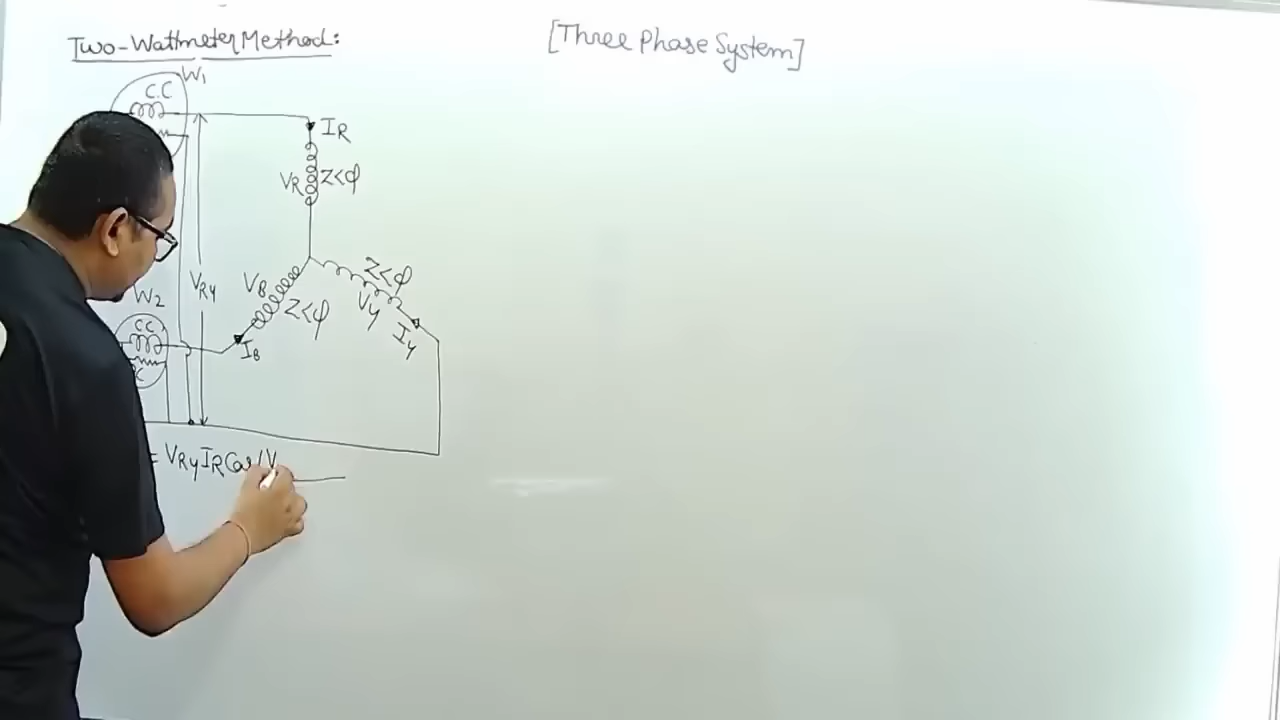 Two-Wattmeter Method:
[Three Phase System]
W1
C.C
IR
VR Z<φ
VRY
VB Z<φ
Z<φ
VY
IY
W2
C.C
IB
= VRY IR Cos(V